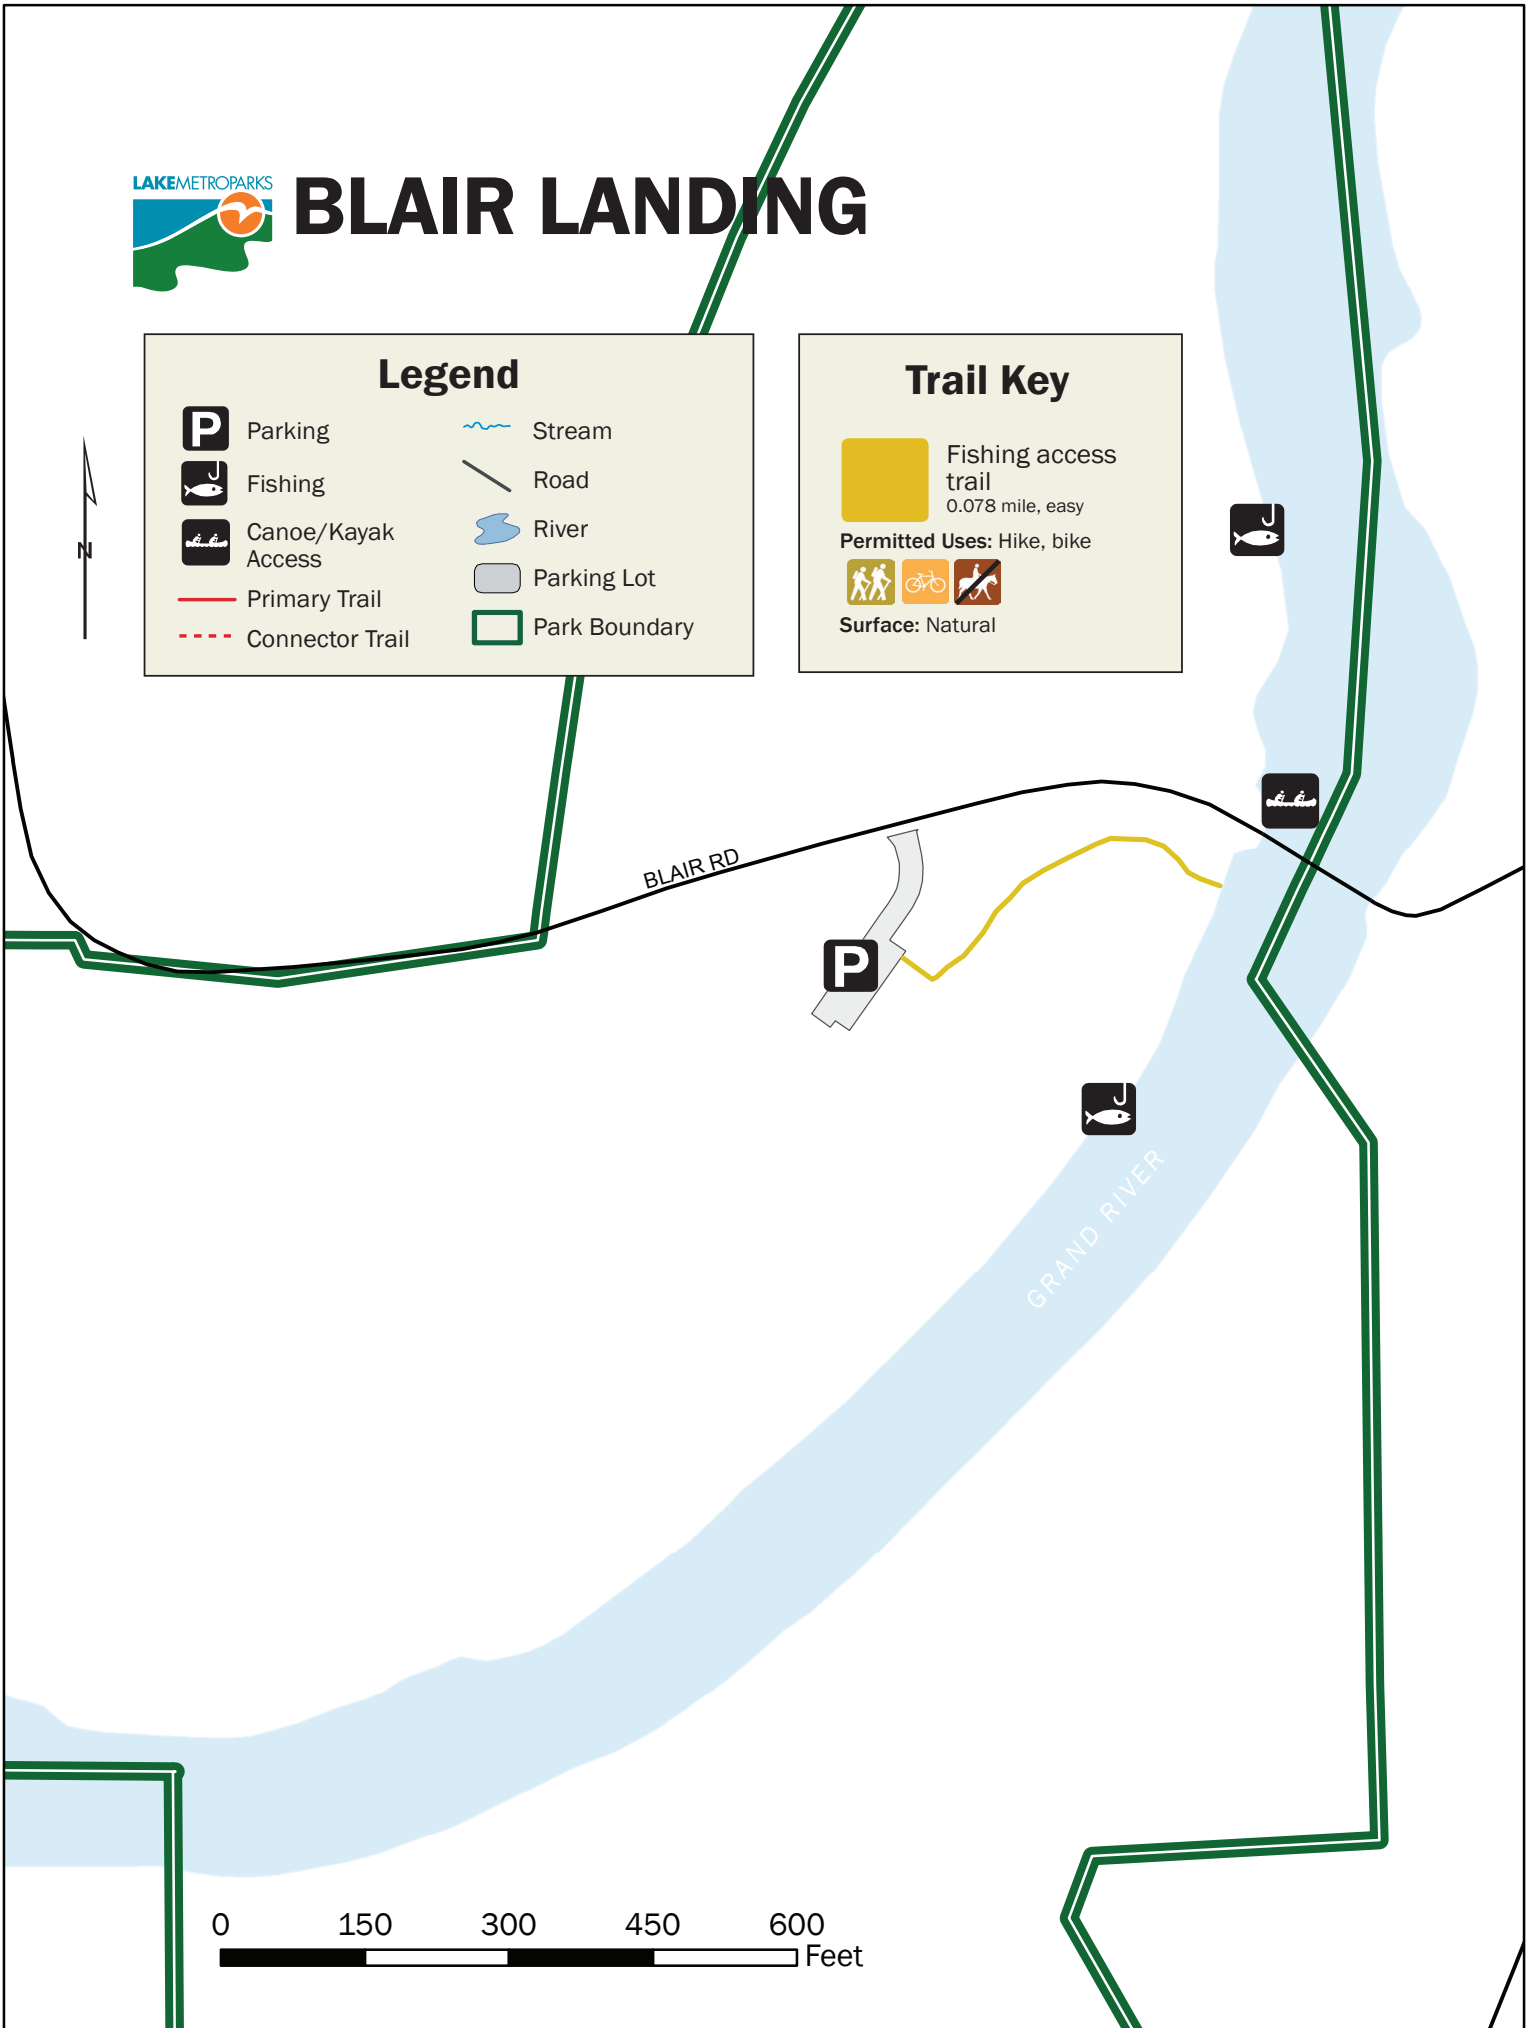 LAKEMETROPARKS
BLAIR LANDING
Legend
P
Parking
Fishing
Canoe/Kayak
Access
Primary Trail
Connector Trail
Stream
Road
River
Parking Lot
Park Boundary
Trail Key
Fishing access
trail
0.078 mile, easy
Permitted Uses: Hike, bike
Surface: Natural
N
BLAIR RD
P
GRAND RIVER
0 150 300 450 600
Feet